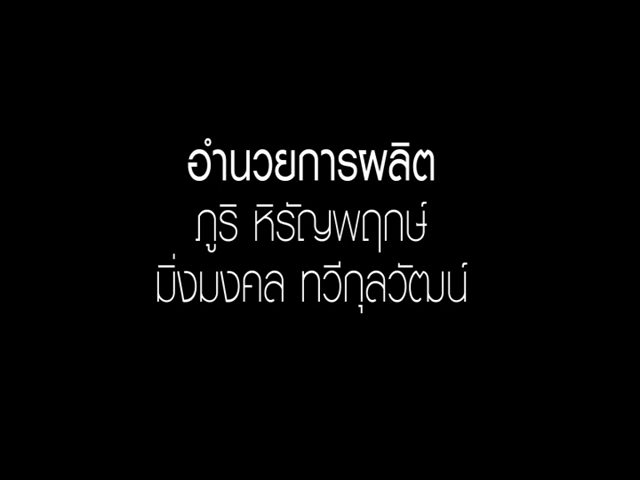 อำนวยการผลิต
ภูริ หิรัญพฤกษ์
มิ่งมงคล ทวีกุลวัฒน์